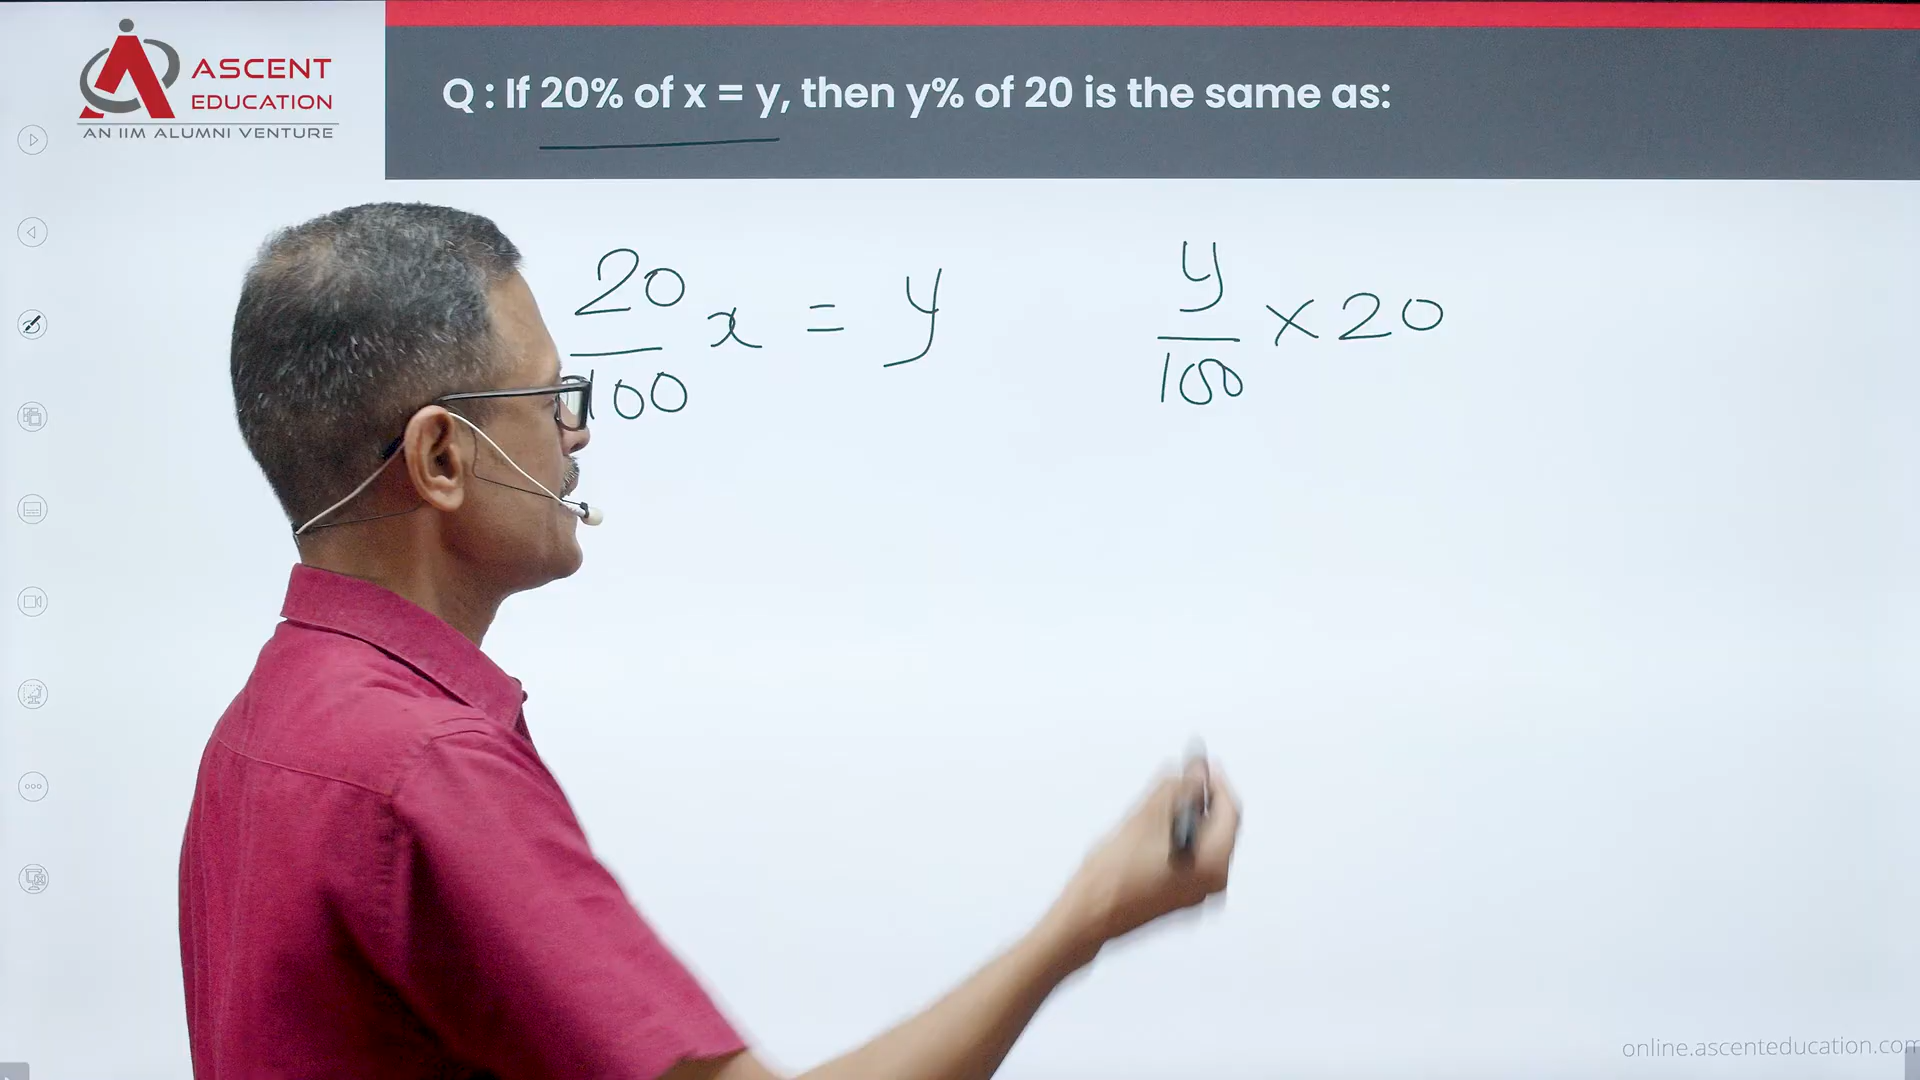 ASCENT
EDUCATION
AN IIM ALUMNI VENTURE
Q : If 20% of x = y, then y% of 20 is the same as:
20/100 x = y
y/100 × 20
online.ascenteducation.com